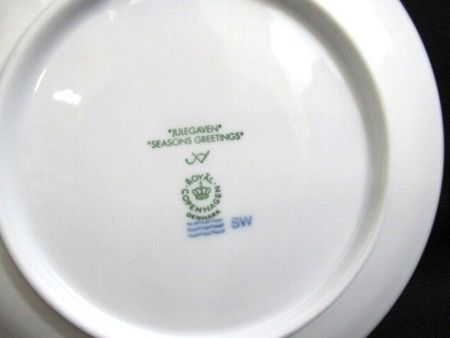 "JULEGAVEN"
"SEASONS GREETINGS"
ROYAL
COPENHAGEN
DENMARK
SW